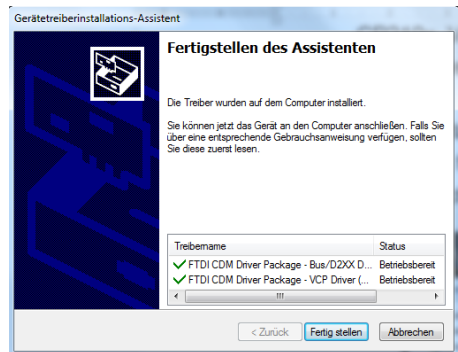 Gerätetreiberinstallations-Assistent
Fertigstellen des Assistenten
Die Treiber wurden auf dem Computer installiert.
Sie können jetzt das Gerät an den Computer anschließen. Falls Sie
über eine entsprechende Gebrauchsanweisung verfügen, sollten
Sie diese zuerst lesen.
Treibername Status
FTDI CDM Driver Package - Bus/D2XX D... Betriebsbereit
FTDI CDM Driver Package - VCP Driver (... Betriebsbereit
< Zurück Fertig stellen Abbrechen